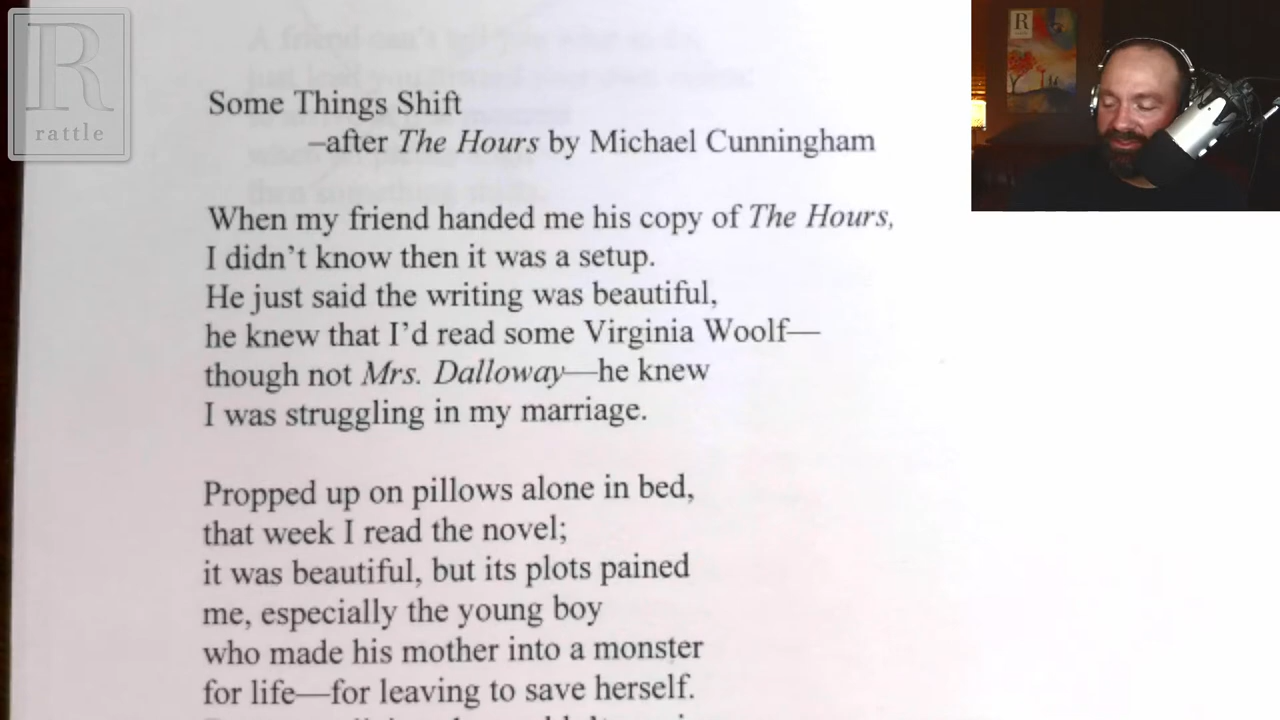 R
rattle
R
Some Things Shift
–after The Hours by Michael Cunningham
When my friend handed me his copy of The Hours,
I didn't know then it was a setup.
He just said the writing was beautiful,
he knew that I'd read some Virginia Woolf—
though not Mrs. Dalloway—he knew
I was struggling in my marriage.
Propped up on pillows alone in bed,
that week I read the novel;
it was beautiful, but its plots pained
me, especially the young boy
who made his mother into a monster
for life—for leaving to save herself.